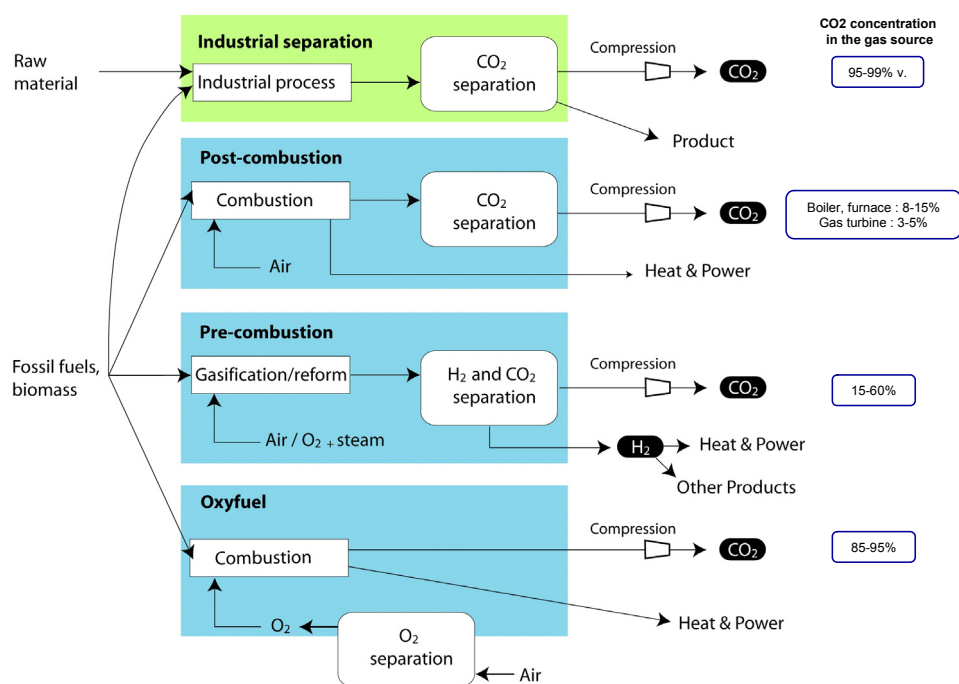 CO2 concentration
in the gas source
Industrial separation
Raw
material
Industrial process
CO₂
separation
Compression
CO₂
95-99% v.
Product
Post-combustion
Combustion
CO₂
separation
Compression
CO₂
Boiler, furnace : 8-15%
Gas turbine : 3-5%
Air
Heat & Power
Pre-combustion
Fossil fuels,
biomass
Gasification/reform
H₂ and CO₂
separation
Compression
CO₂
15-60%
Air / O₂ + steam
H₂
Heat & Power
Other Products
Oxyfuel
Combustion
Compression
CO₂
85-95%
O₂
O₂
separation
Heat & Power
Air